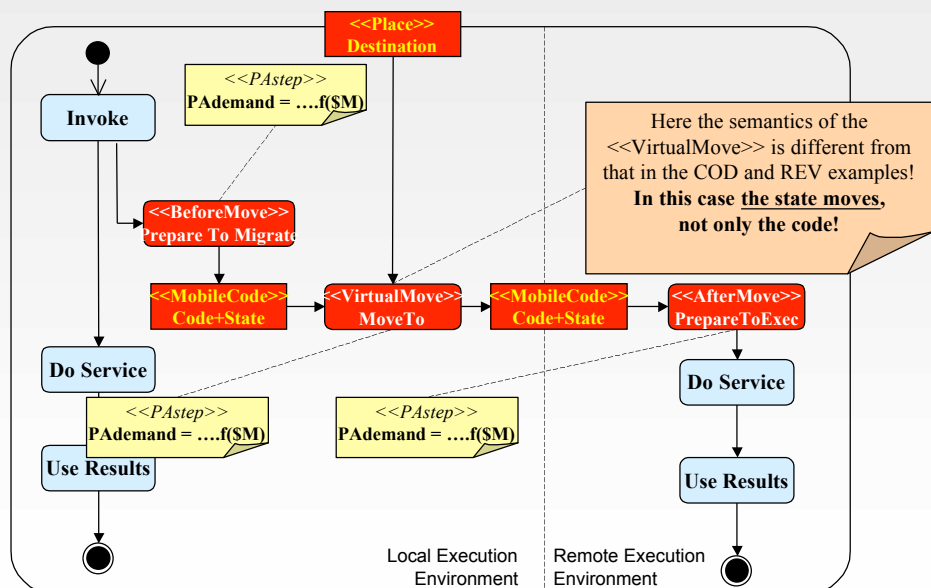 <<Place>>
Destination
<<PAstep>>
PAdemand = ….f($M)
Invoke
Here the semantics of the
<<VirtualMove>> is different from
that in the COD and REV examples!
In this case the state moves,
not only the code!
<<BeforeMove>>
Prepare To Migrate
<<MobileCode>>
Code+State
<<VirtualMove>>
MoveTo
<<MobileCode>>
Code+State
<<AfterMove>>
PrepareToExec
Do Service
Do Service
<<PAstep>>
PAdemand = ….f($M)
<<PAstep>>
PAdemand = ….f($M)
Use Results
Use Results
Local Execution
Environment
Remote Execution
Environment